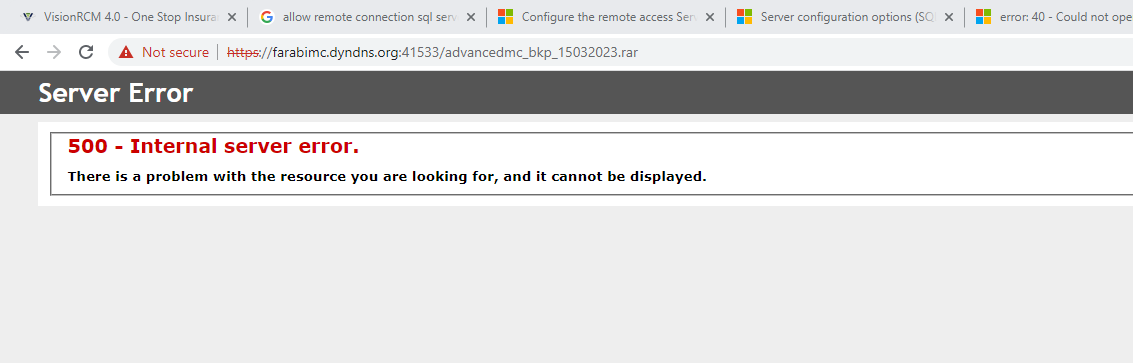 VisionRCM 4.0 - One Stop Insura
allow remote connection sql serv
Configure the remote access Serv
Server configuration options (SQ
error: 40 - Could not ope
Not secure | https://farabimc.dyndns.org:41533/advancedmc_bkp_15032023.rar
Server Error
500 - Internal server error.
There is a problem with the resource you are looking for, and it cannot be displayed.